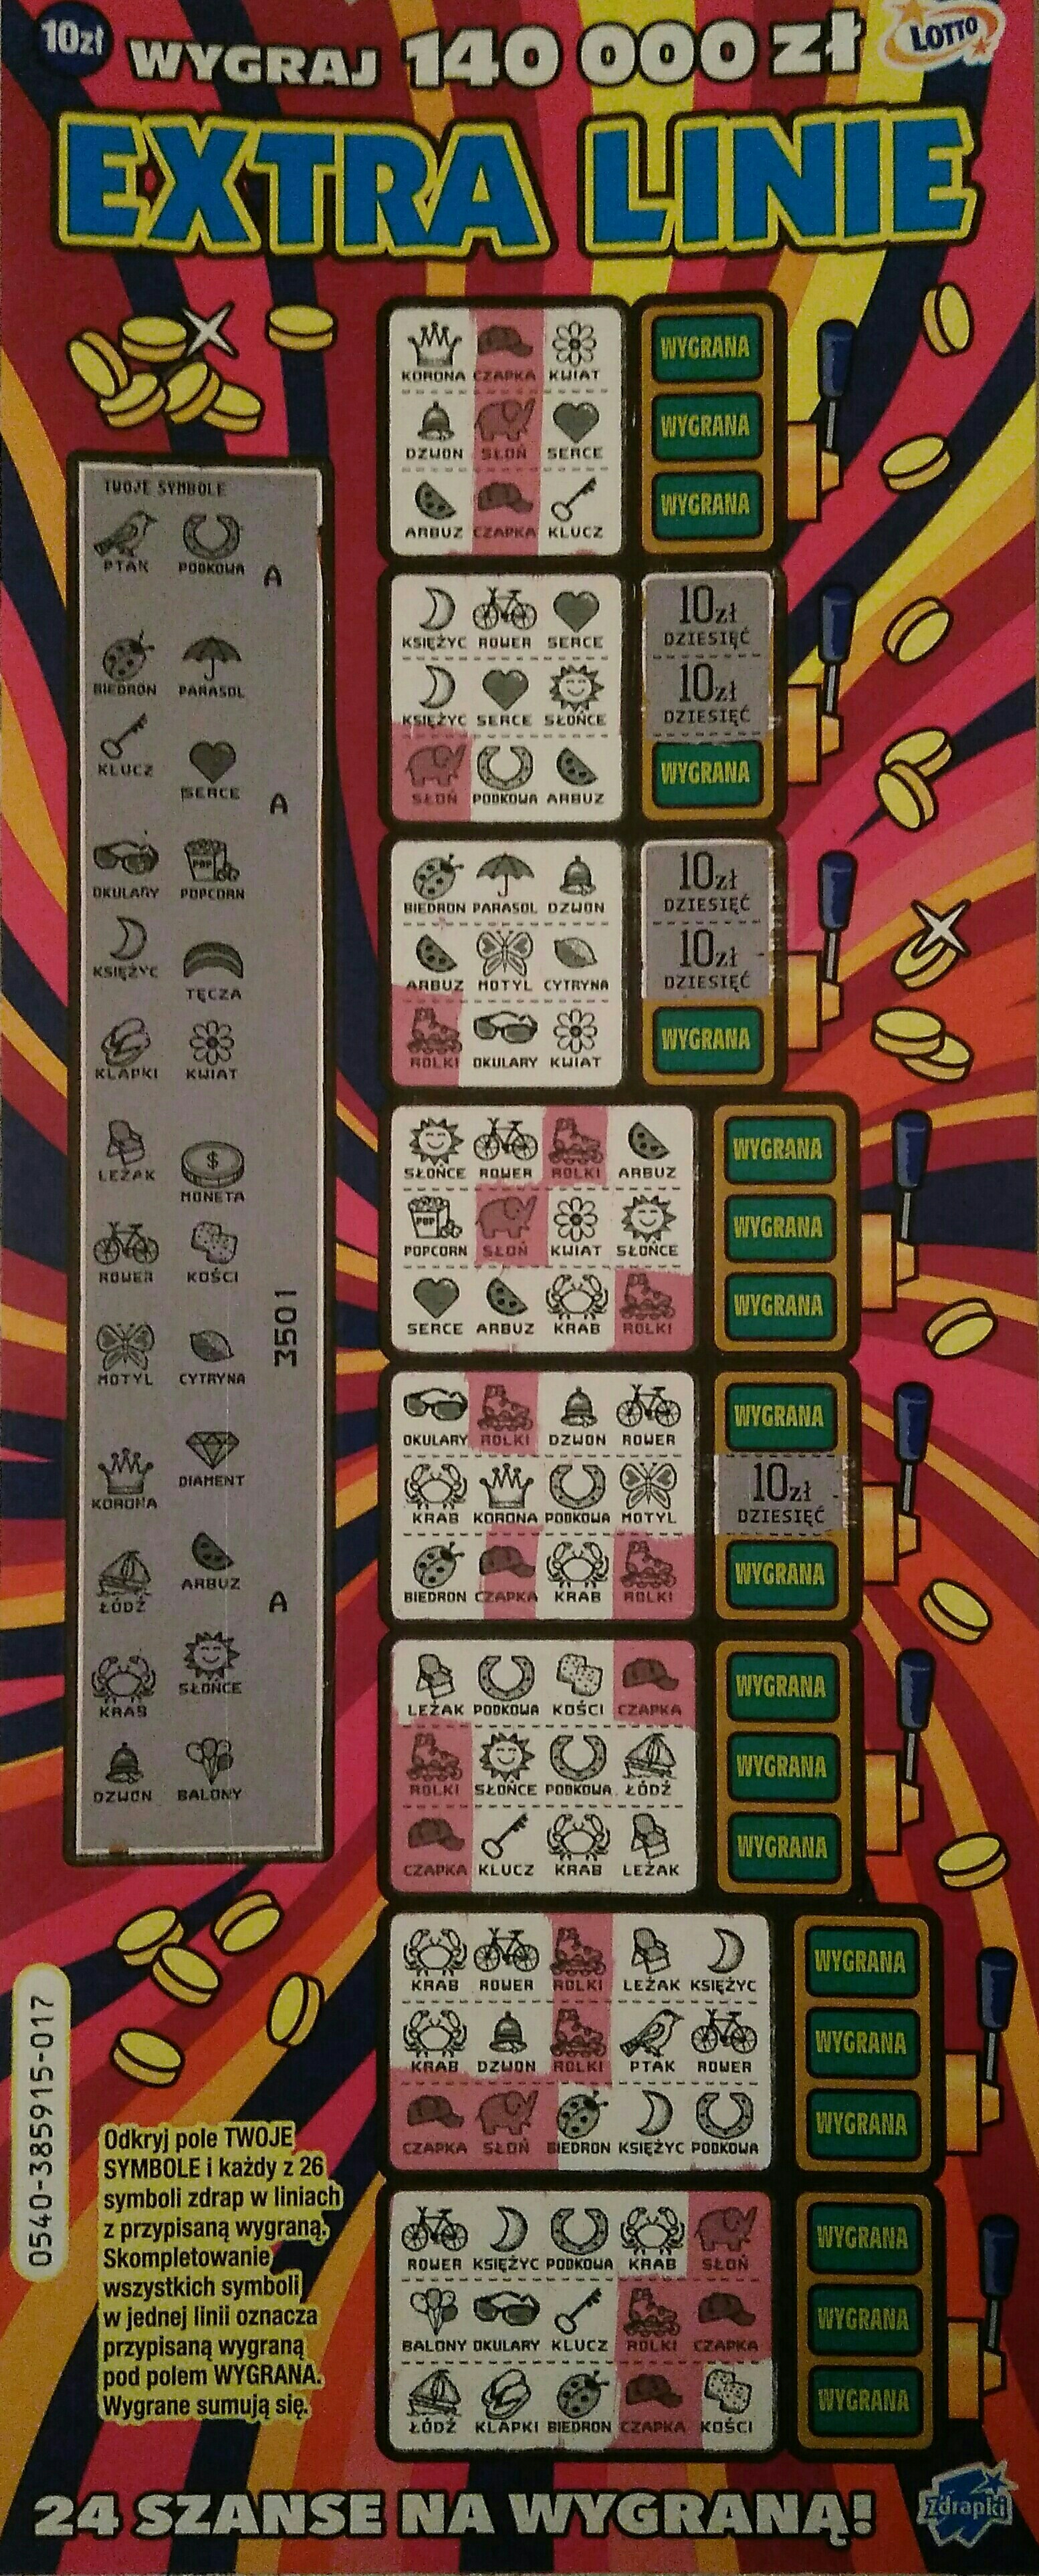 10zł WYGRAJ 140 000 zł LOTTO
EXTRA LINIE
TWOJE SYMBOLE
PTAK PODKOWA
A
BIEDRON PARASOL
KLUCZ
SERCE
A
OKULARY POPCORN
KSIĘŻYC
TĘCZA
KLAPKI KWIAT
LEŻAK
MONETA
ROWER KOŚCI
MOTYL CYTRYNA
3501
DIAMENT
KORONA
ARBUZ
ŁÓDŹ
A
SŁOŃCE
KRAB
DZWON BALONY
KORONA CZAPKA KWIAT
WYGRANA
DZWON SŁOŃ SERCE
WYGRANA
ARBUZ CZAPKA KLUCZ
WYGRANA
KSIĘŻYC ROWER SERCE
10zł
DZIESIĘĆ
KSIĘŻYC SERCE SŁOŃCE
10zł
DZIESIĘĆ
SŁOŃ PODKOWA ARBUZ
WYGRANA
BIEDRON PARASOL DZWON
10zł
DZIESIĘĆ
ARBUZ MOTYL CYTRYNA
10zł
DZIESIĘĆ
ROLKI OKULARY KWIAT
WYGRANA
SŁOŃCE ROWER ROLKI ARBUZ
WYGRANA
POP
POPCORN SŁOŃ KWIAT SŁOŃCE
WYGRANA
SERCE ARBUZ KRAB ROLKI
WYGRANA
OKULARY ROLKI DZWON ROWER
WYGRANA
KRAB KORONA PODKOWA MOTYL
10zł
DZIESIĘĆ
BIEDRON CZAPKA KRAB ROLKI
WYGRANA
LEŻAK PODKOWA KOŚCI CZAPKA
WYGRANA
ROLKI SŁOŃCE PODKOWA ŁÓDŹ
WYGRANA
CZAPKA KLUCZ KRAB LEŻAK
WYGRANA
KRAB ROWER ROLKI LEŻAK KSIĘŻYC
WYGRANA
KRAB DZWON ROLKI PTAK ROWER
WYGRANA
CZAPKA SŁOŃ BIEDRON KSIĘŻYC PODKOWA
WYGRANA
ROWER KSIĘŻYC PODKOWA KRAB SŁOŃ
WYGRANA
BALONY OKULARY KLUCZ ROLKI CZAPKA
WYGRANA
ŁÓDŹ KLAPKI BIEDRON CZAPKA KOŚCI
WYGRANA
0540-385915-017
Odkryj pole TWOJE
SYMBOLE i każdy z 26
symboli zdrap w liniach
z przypisaną wygraną.
Skompletowanie
wszystkich symboli
w jednej linii oznacza
przypisaną wygraną
pod polem WYGRANA.
Wygrane sumują się.
24 SZANSE NA WYGRANĄ!
Zdrapki